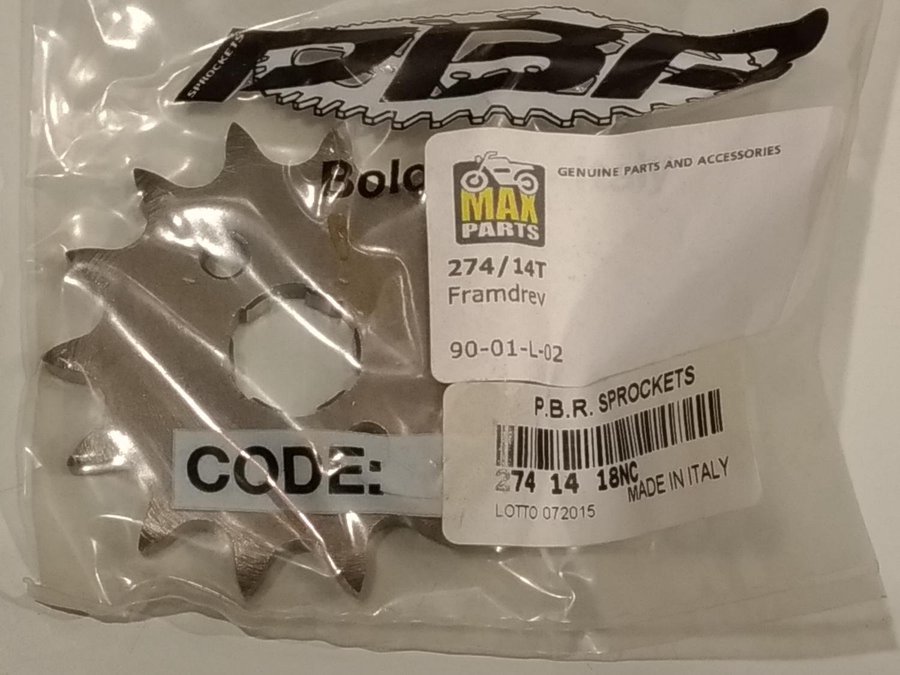 SPROCKETS
PBR
Bolo
GENUINE PARTS AND ACCESSORIES
MAX
PARTS
274/14T
Framdrev
90-01-L-02
P.B.R. SPROCKETS
274 14 18NC
MADE IN ITALY
LOTTO 072015
CODE: